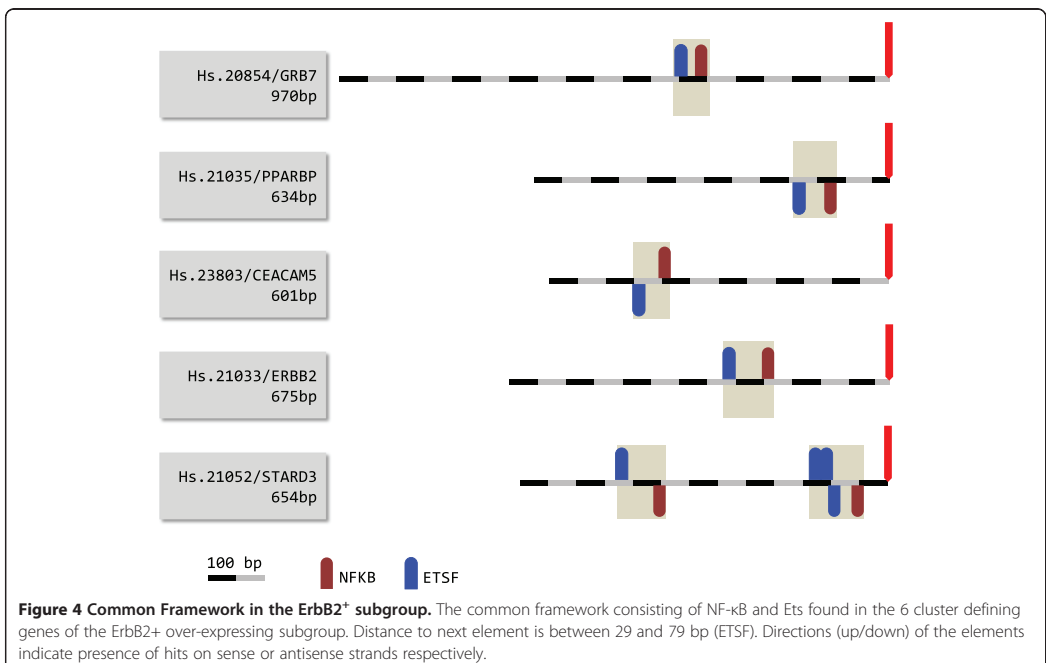 Hs.20854/GRB7
970bp
Hs.21035/PPARBP
634bp
Hs.23803/CEACAM5
601bp
Hs.21033/ERBB2
675bp
Hs.21052/STARD3
654bp
100 bp
NFKB
ETSF
Figure 4 Common Framework in the ErbB2⁺ subgroup. The common framework consisting of NF-κB and Ets found in the 6 cluster defining
genes of the ErbB2+ over-expressing subgroup. Distance to next element is between 29 and 79 bp (ETSF). Directions (up/down) of the elements
indicate presence of hits on sense or antisense strands respectively.